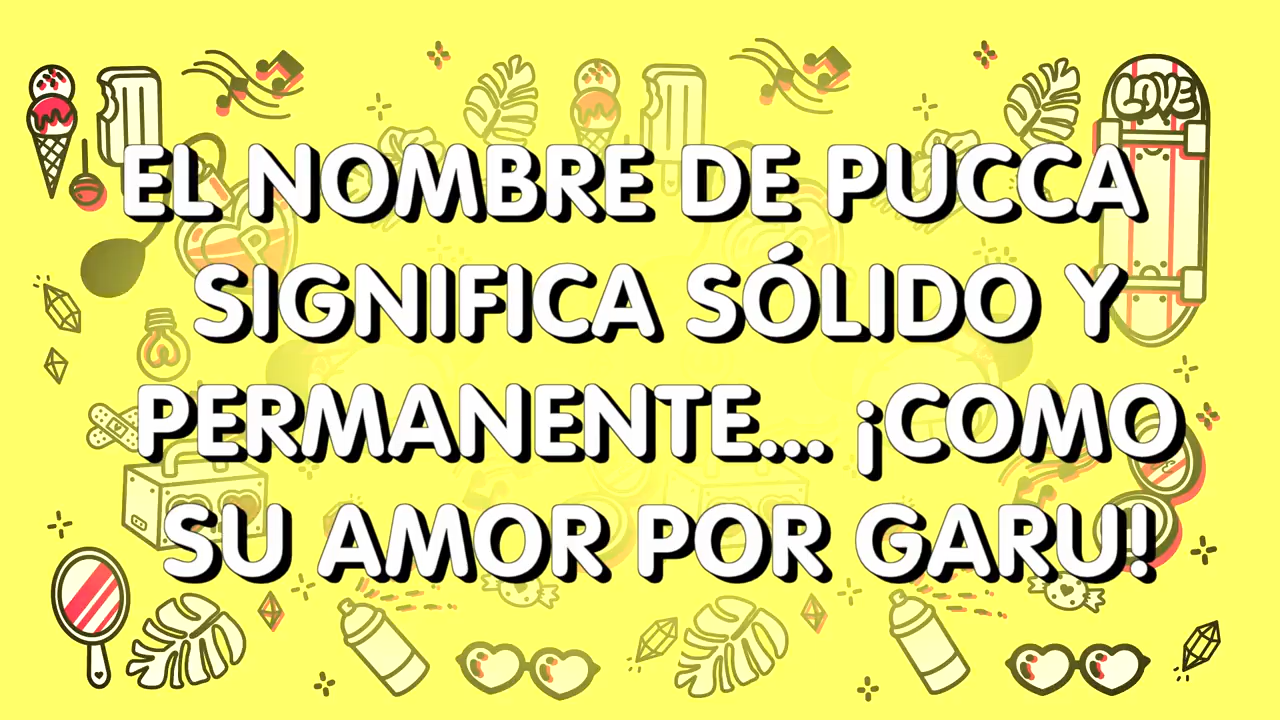 LOVE
EL NOMBRE DE PUCCA
SIGNIFICA SÓLIDO Y
PERMANENTE... ¡COMO
SU AMOR POR GARU!